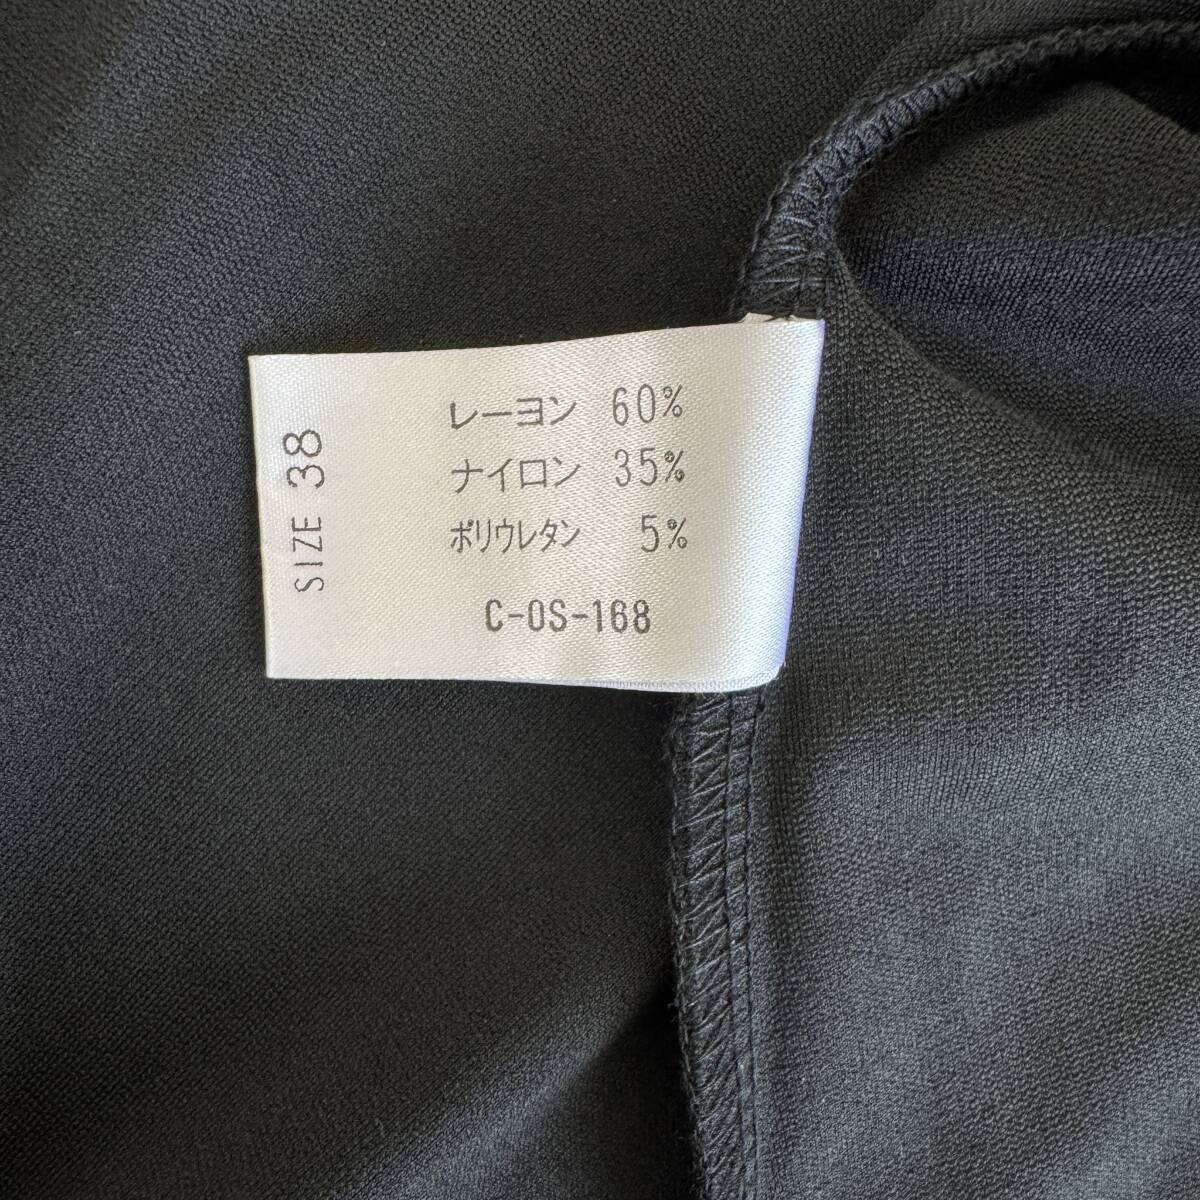 レーヨン 60%
ナイロン 35%
ポリウレタン 5%
C-OS-168
SIZE 38